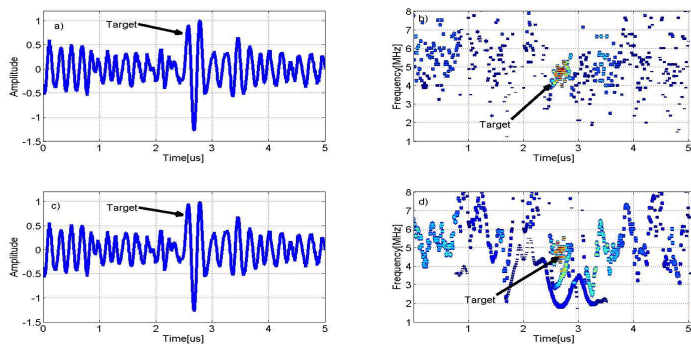 a)
Target
Amplitude
1
0.5
0
-0.5
-1
-1.5
0 1 2 3 4 5
Time[us]
b)
Frequency[MHz]
8
7
6
5
4
3
2
1
Target
0 1 2 3 4 5
Time[us]
c)
Target
Amplitude
1
0.5
0
-0.5
-1
-1.5
0 1 2 3 4 5
Time[us]
d)
Frequency[MHz]
8
7
6
5
4
3
2
1
Target
0 1 2 3 4 5
Time[us]